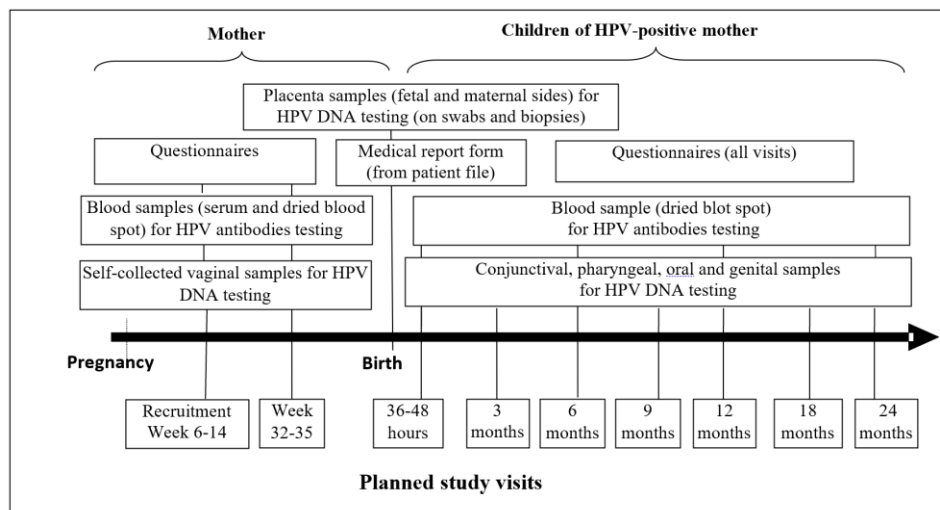 Mother
Children of HPV-positive mother
Placenta samples (fetal and maternal sides) for
HPV DNA testing (on swabs and biopsies)
Questionnaires
Medical report form
(from patient file)
Questionnaires (all visits)
Blood samples (serum and dried blood
spot) for HPV antibodies testing
Blood sample (dried blot spot)
for HPV antibodies testing
Self-collected vaginal samples for HPV
DNA testing
Conjunctival, pharyngeal, oral and genital samples
for HPV DNA testing
Pregnancy
Birth
Recruitment
Week 6-14
Week
32-35
36-48
hours
3
months
6
months
9
months
12
months
18
months
24
months
Planned study visits